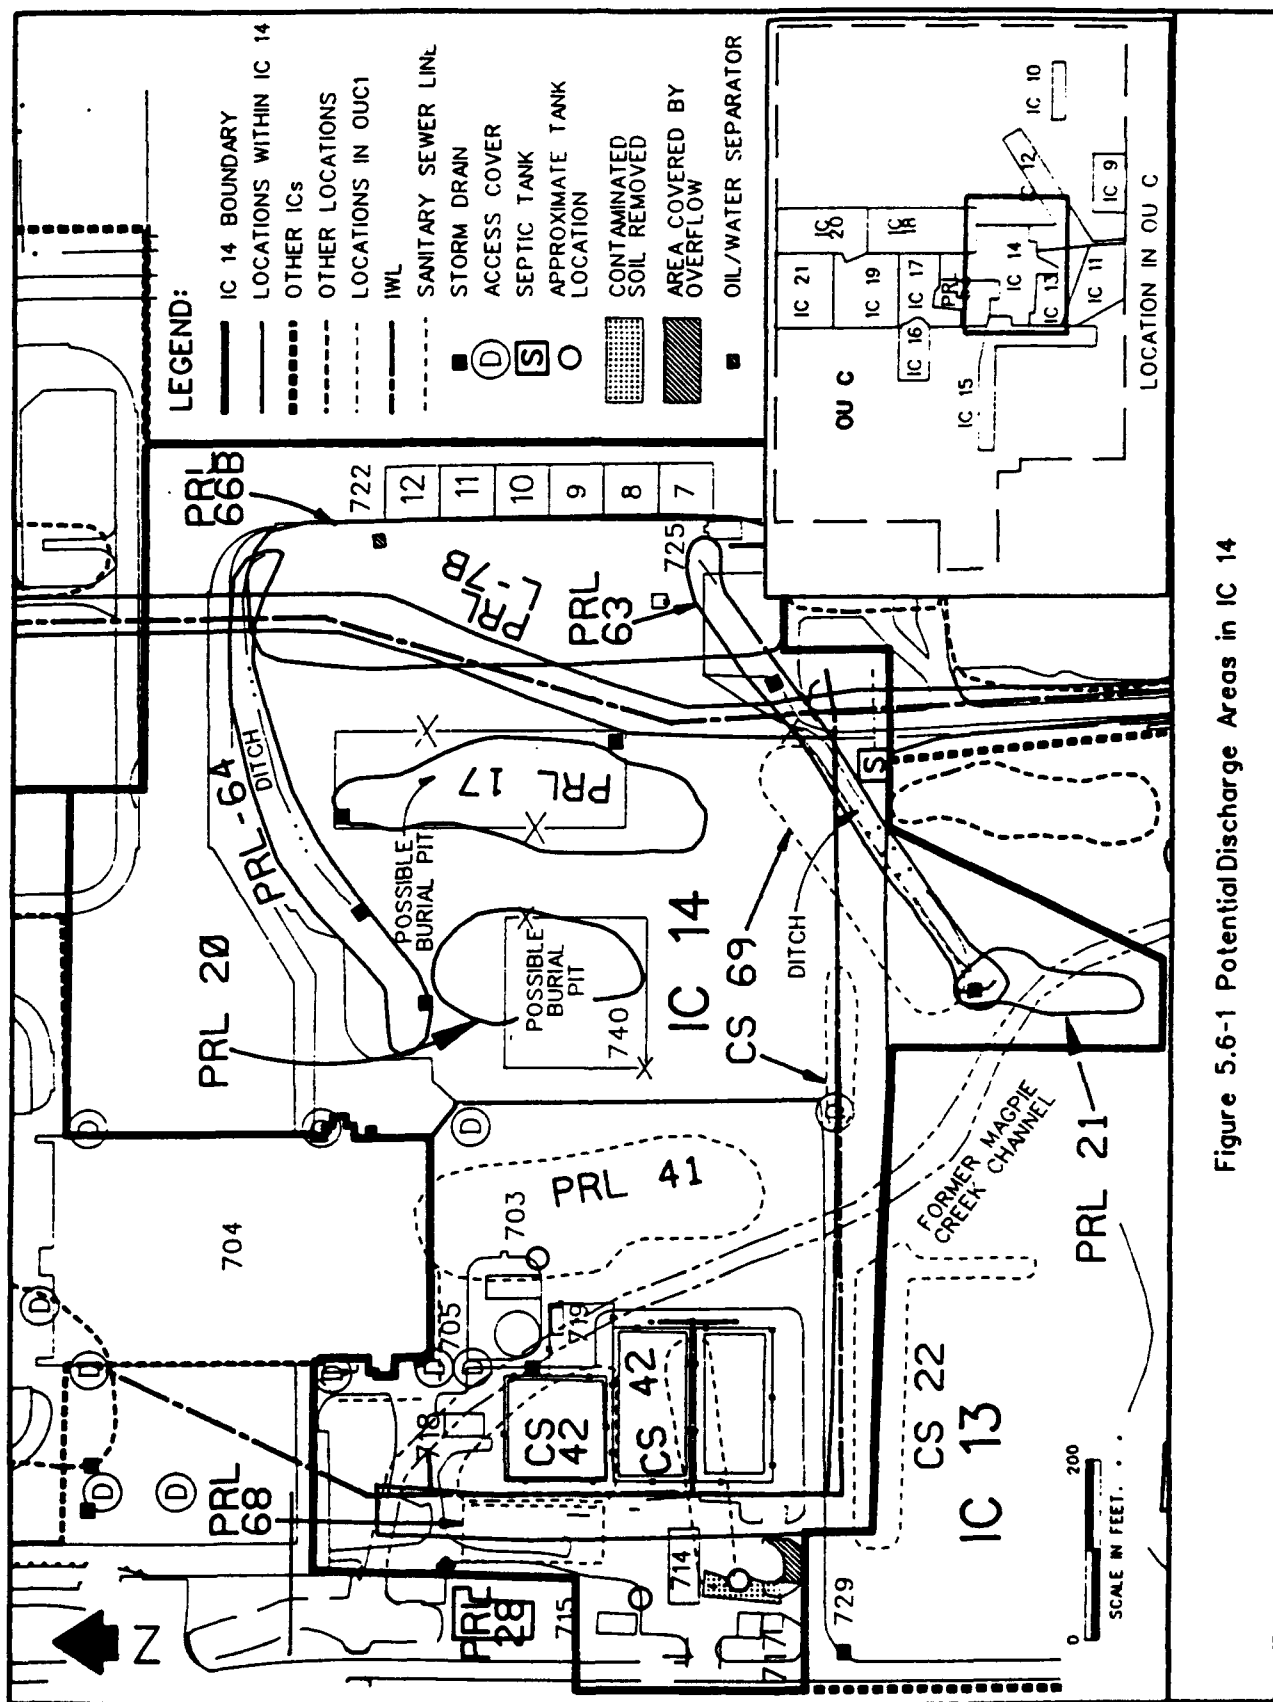 LEGEND:
IC 14 BOUNDARY
LOCATIONS WITHIN IC 14
OTHER ICs
OTHER LOCATIONS
LOCATIONS IN OUC1
IWL
SANITARY SEWER LINE
STORM DRAIN
D
ACCESS COVER
S
SEPTIC TANK
APPROXIMATE TANK
LOCATION
CONTAMINATED
SOIL REMOVED
AREA COVERED BY
OVERFLOW
OIL/WATER SEPARATOR
OU C
IC 21
IC 20
IC 19
IC 18
IC 17
PRL
IC 16
IC 15
IC 14
IC 13
IC 12
IC 11
IC 10
IC 9
LOCATION IN OU C
PRL
66B
722
12
11
10
9
8
7
725
PRL
L-7B
PRL
63
PRL-64
DITCH
PRL 17
POSSIBLE
BURIAL PIT
PRL 20
POSSIBLE
BURIAL
PIT
740
IC 14
CS 69
DITCH
S
D
D
D
D
704
PRL 41
703
705
719
718
D
D
D
D
D
D
D
CS
42
CS 42
PRL
68
PRL
28
715
714
717
729
FORMER MAGPIE
CREEK CHANNEL
PRL 21
CS 22
IC 13
0
200
SCALE IN FEET
N
Figure 5.6-1 Potential Discharge Areas in IC 14